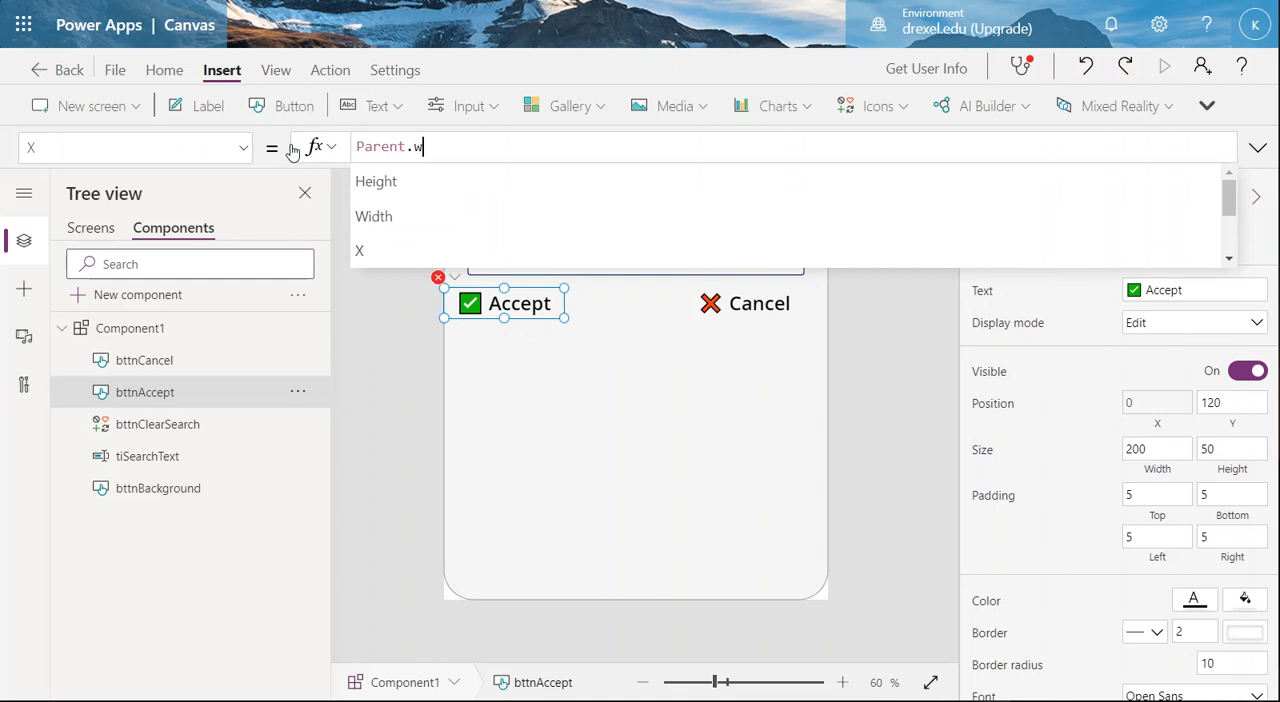 Power Apps | Canvas
Environment
drexel.edu (Upgrade)
K
Back
File
Home
Insert
View
Action
Settings
Get User Info
New screen
Label
Button
Text
Input
Gallery
Media
Charts
Icons
AI Builder
Mixed Reality
X
=
fx
Parent.w
Height
Width
X
Tree view
Screens
Components
Search
New component
Component1
bttnCancel
bttnAccept
bttnClearSearch
tiSearchText
bttnBackground
Accept
Cancel
Text
Accept
Display mode
Edit
Visible
On
Position
0
120
X
Y
Size
200
50
Width
Height
Padding
5
5
Top
Bottom
5
5
Left
Right
Color
A
Border
2
Border radius
10
Font
Open Sans
Component1
bttnAccept
60 %